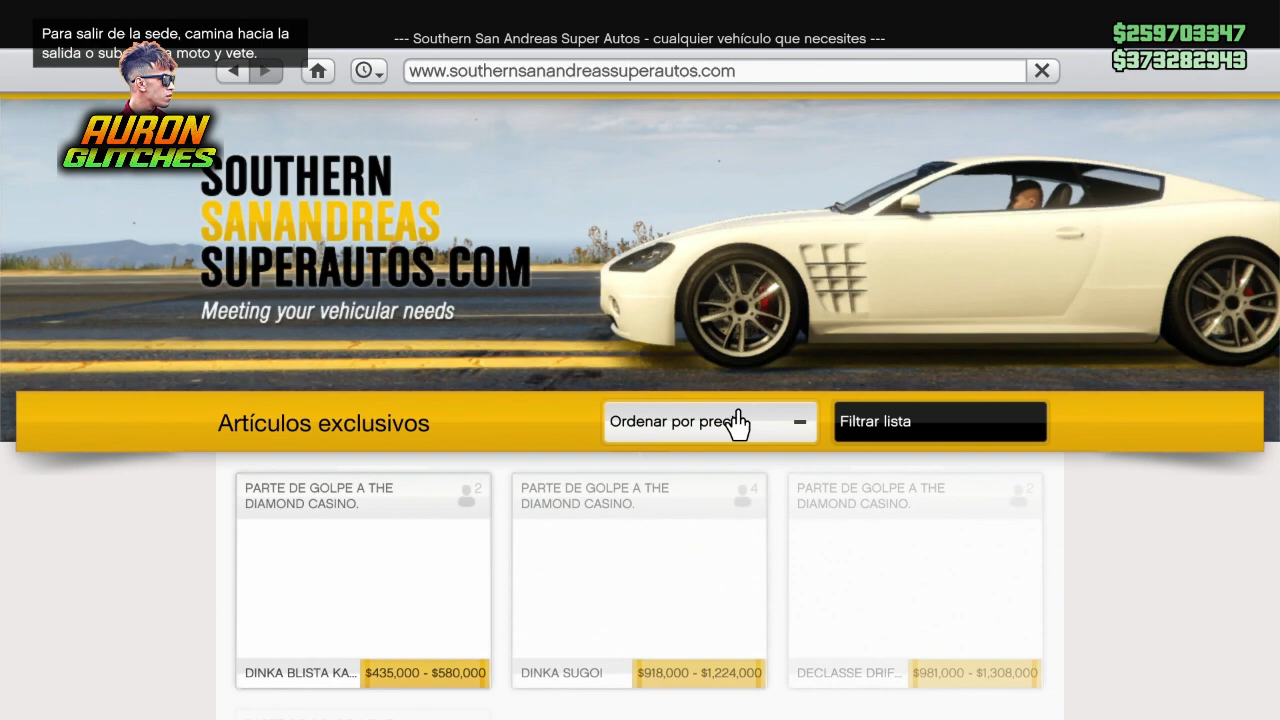 Para salir de la sede, camina hacia la
salida o sub a moto y vete.
--- Southern San Andreas Super Autos - cualquier vehículo que necesites ---
$259703347
$373282943
www.southernsanandreassuperautos.com
AURON
GLITCHES
SOUTHERN
SANANDREAS
SUPERAUTOS.COM
Meeting your vehicular needs
Artículos exclusivos
Ordenar por prec
Filtrar lista
PARTE DE GOLPE A THE
DIAMOND CASINO.
2
PARTE DE GOLPE A THE
DIAMOND CASINO.
4
PARTE DE GOLPE A THE
DIAMOND CASINO.
2
DINKA BLISTA KA... $435,000 - $580,000
DINKA SUGOI $918,000 - $1,224,000
DECLASSE DRIF... $981,000 - $1,308,000